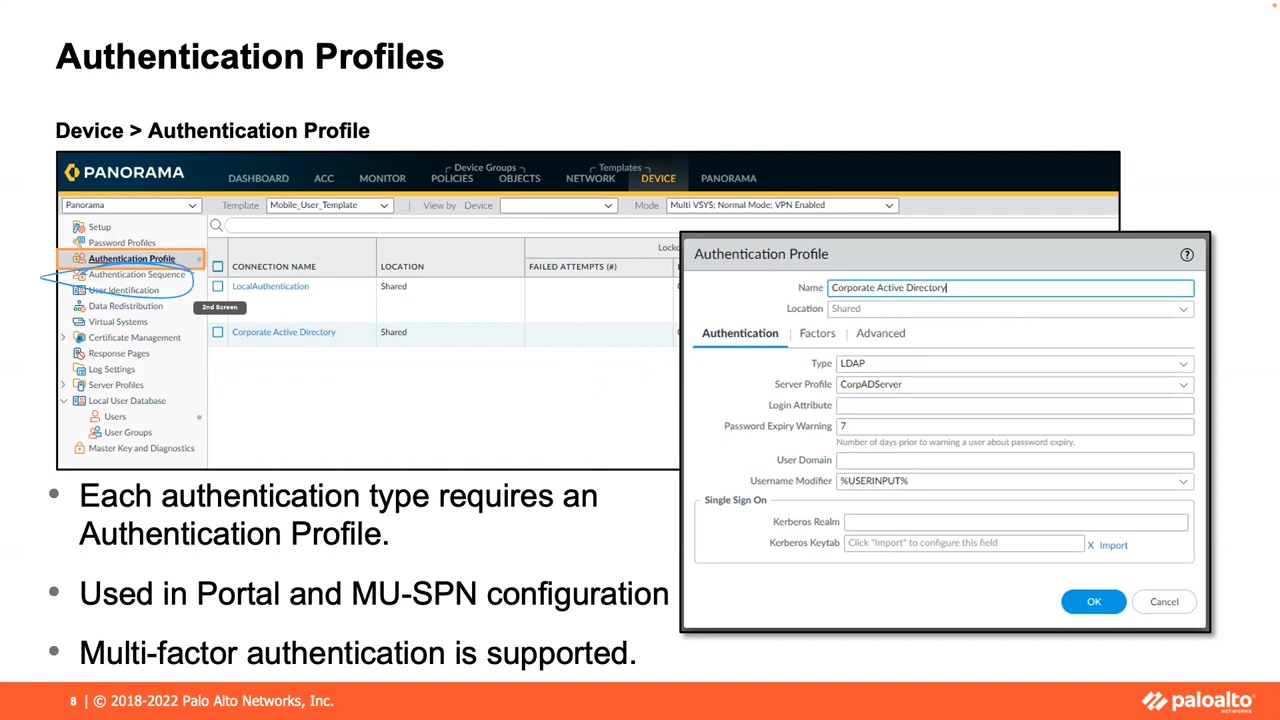 Authentication Profiles
Device > Authentication Profile
PANORAMA
DASHBOARD
ACC
MONITOR
Device Groups
POLICIES
OBJECTS
Templates
NETWORK
DEVICE
PANORAMA
Panorama
Template
Mobile_User_Template
View by
Device
Mode
Multi VSYS; Normal Mode; VPN Enabled
Setup
Password Profiles
Authentication Profile
Authentication Sequence
User Identification
Data Redistribution
Virtual Systems
Certificate Management
Response Pages
Log Settings
Server Profiles
Local User Database
Users
User Groups
Master Key and Diagnostics
2nd Screen
CONNECTION NAME
LOCATION
FAILED ATTEMPTS (#)
LocalAuthentication
Shared
Corporate Active Directory
Shared
Authentication Profile
Name
Corporate Active Directory
Location
Shared
Authentication
Factors
Advanced
Type
LDAP
Server Profile
CorpADServer
Login Attribute
Password Expiry Warning
7
Number of days prior to warning a user about password expiry.
User Domain
Username Modifier
%USERINPUT%
Single Sign On
Kerberos Realm
Kerberos Keytab
Click "Import" to configure this field
X Import
OK
Cancel
• Each authentication type requires an
Authentication Profile.
• Used in Portal and MU-SPN configuration
• Multi-factor authentication is supported.
8 | © 2018-2022 Palo Alto Networks, Inc.
paloalto
NETWORKS